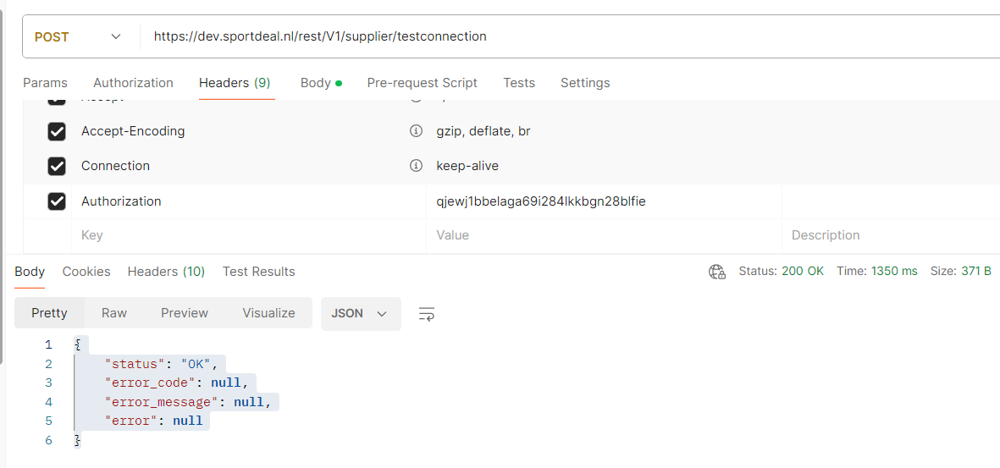 POST https://dev.sportdeal.nl/rest/V1/supplier/testconnection
Params Authorization Headers (9) Body Pre-request Script Tests Settings
Accept-Encoding gzip, deflate, br
Connection keep-alive
Authorization qjewj1bbelaga69i284lkkbgn28blfie
Key Value Description
Body Cookies Headers (10) Test Results Status: 200 OK Time: 1350 ms Size: 371 B
Pretty Raw Preview Visualize JSON
1 {
2 "status": "OK",
3 "error_code": null,
4 "error_message": null,
5 "error": null
6 }